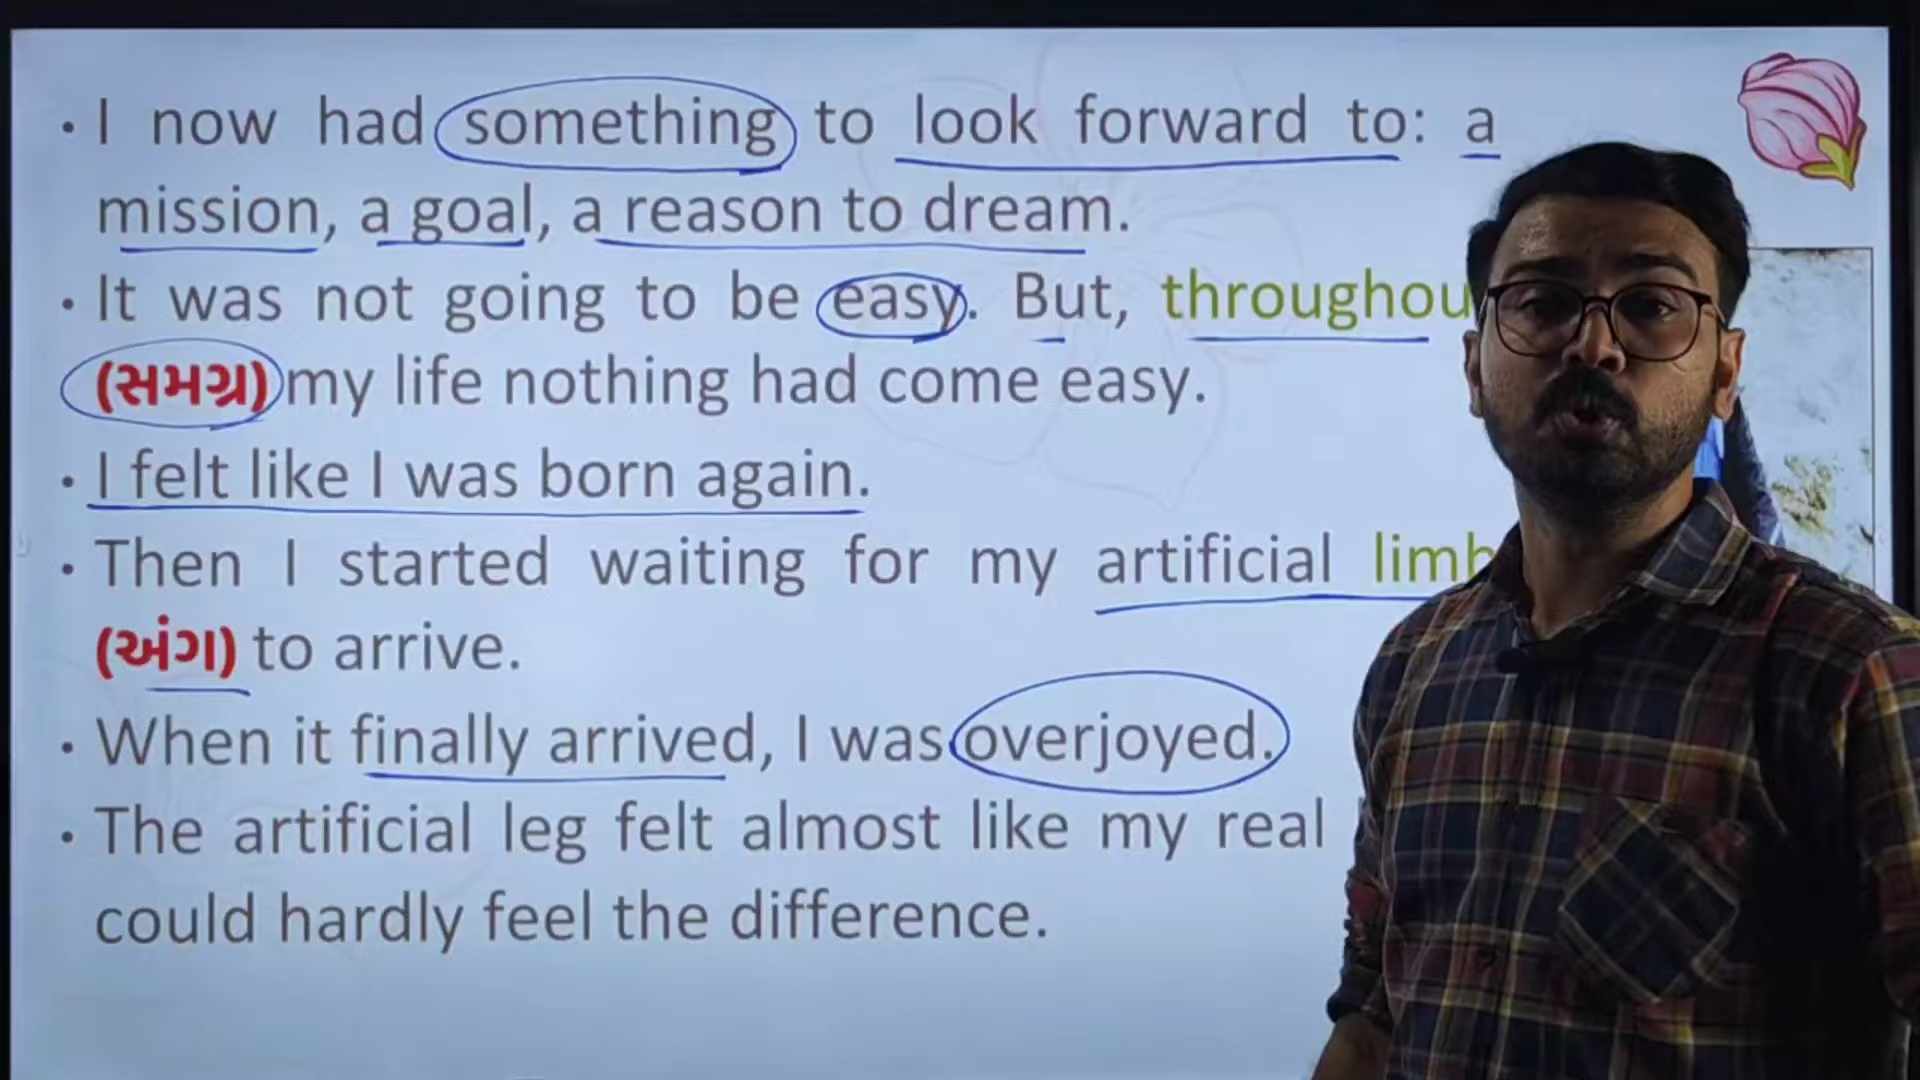 • I now had something to look forward to: a
mission, a goal, a reason to dream.
• It was not going to be easy. But,
(સમગ્ર) my life nothing had come easy.
• I felt like I was born again.
• Then I started waiting for my artificial
(અંગ) to arrive.
• When it finally arrived, I was overjoyed.
• The artificial leg felt almost like my real
could hardly feel the difference.